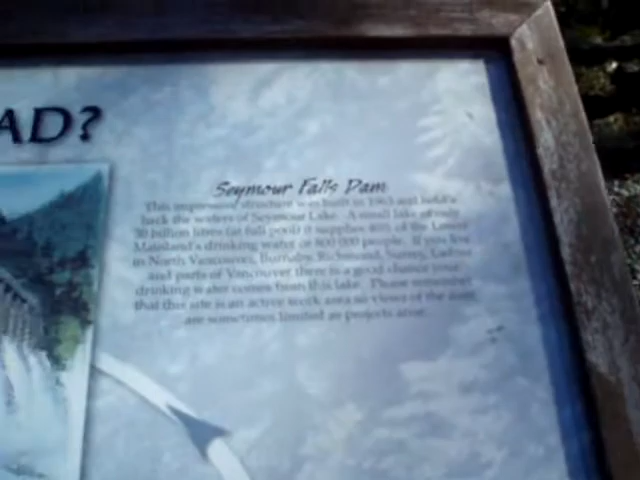 AD?
Seymour Falls Dam
This impressive structure was built in 1963 and holds
back the waters of Seymour Lake. A small lake of only
30 billion litres (at full pool) it supplies 40% of the Lower
Mainland's drinking water or 800 000 people. If you live
in North Vancouver, Burnaby, Richmond, Surrey, Ladner
and parts of Vancouver there is a good chance your
drinking water comes from this lake. Please remember
that this site is an active work area so views of the dam
are sometimes limited as projects arise.